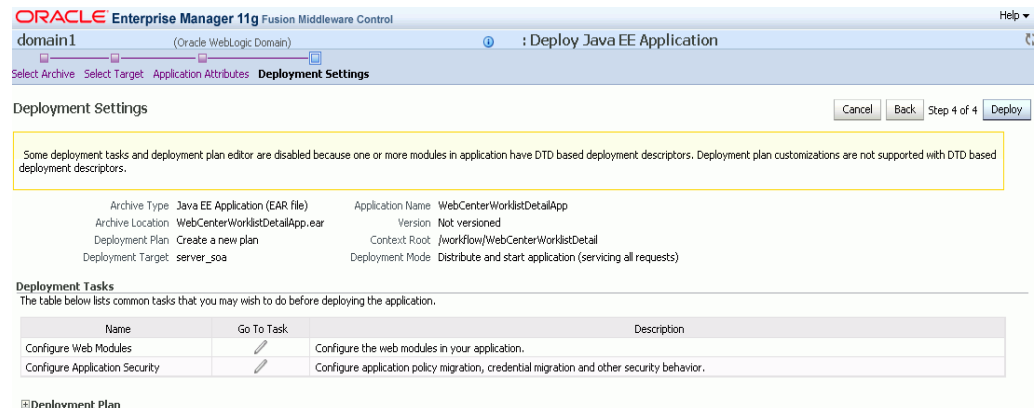 ORACLE Enterprise Manager 11g Fusion Middleware Control
Help
domain1 (Oracle WebLogic Domain) : Deploy Java EE Application
Select Archive Select Target Application Attributes Deployment Settings
Deployment Settings
Cancel Back Step 4 of 4 Deploy
Some deployment tasks and deployment plan editor are disabled because one or more modules in application have DTD based deployment descriptors. Deployment plan customizations are not supported with DTD based
deployment descriptors.
Archive Type Java EE Application (EAR file) Application Name WebCenterWorklistDetailApp
Archive Location WebCenterWorklistDetailApp.ear Version Not versioned
Deployment Plan Create a new plan Context Root /workflow/WebCenterWorklistDetail
Deployment Target server_soa Deployment Mode Distribute and start application (servicing all requests)
Deployment Tasks
The table below lists common tasks that you may wish to do before deploying the application.
Name Go To Task Description
Configure Web Modules Configure the web modules in your application.
Configure Application Security Configure application policy migration, credential migration and other security behavior.
Deployment Plan